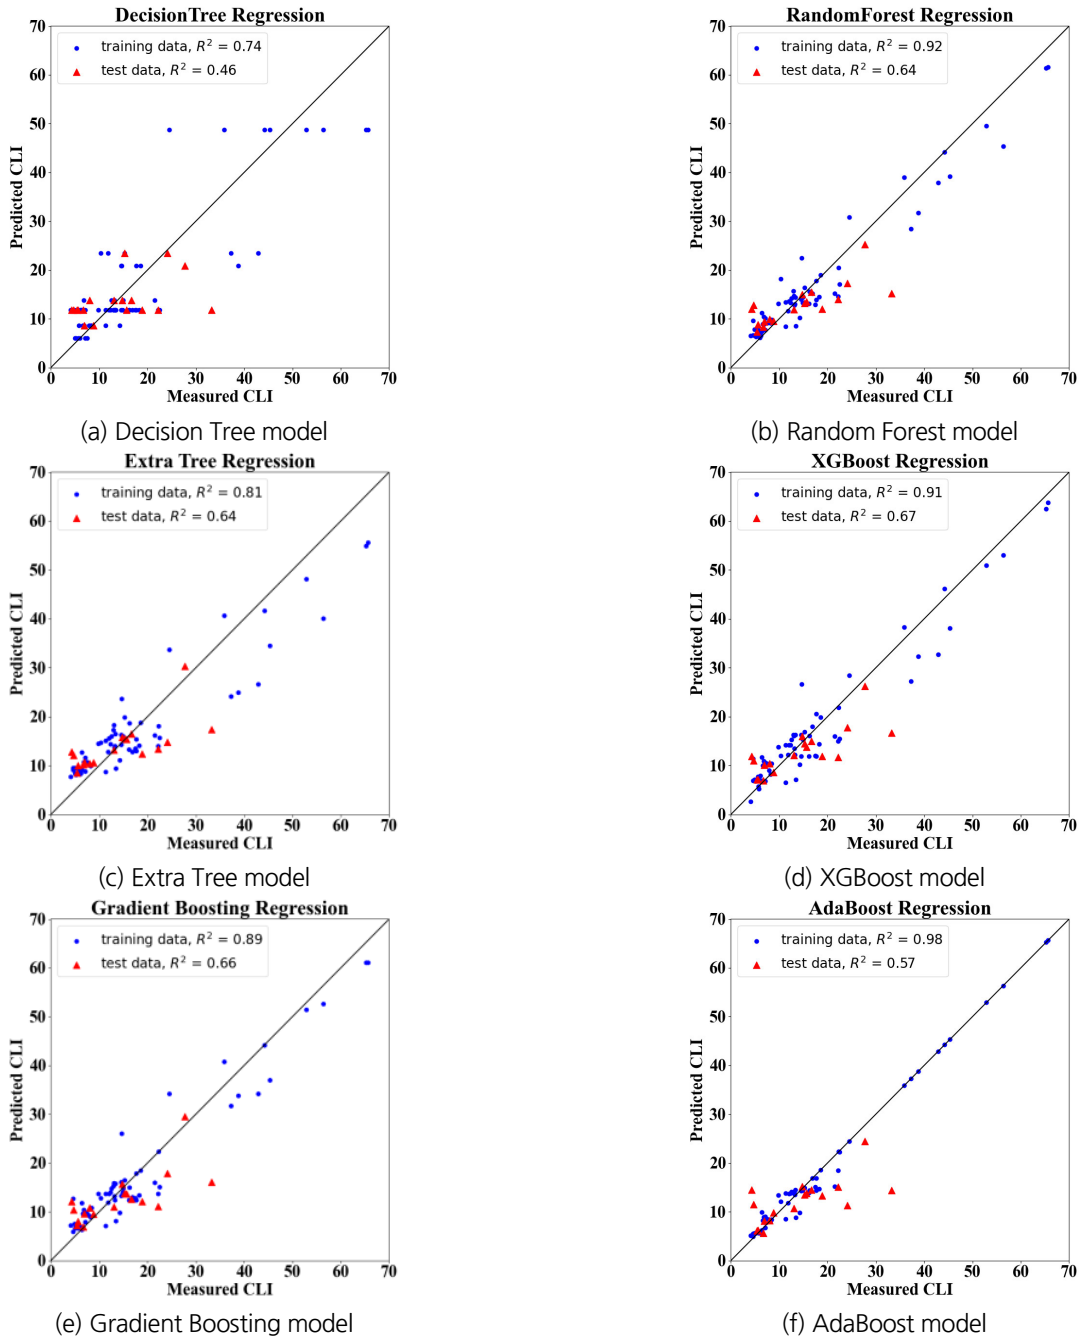 DecisionTree Regression
70
training data, R² = 0.74
test data, R² = 0.46
60
50
40
30
20
10
0
Predicted CLI
0 10 20 30 40 50 60 70
Measured CLI
(a) Decision Tree model
RandomForest Regression
70
training data, R² = 0.92
test data, R² = 0.64
60
50
40
30
20
10
0
Predicted CLI
0 10 20 30 40 50 60 70
Measured CLI
(b) Random Forest model
Extra Tree Regression
70
training data, R² = 0.81
test data, R² = 0.64
60
50
40
30
20
10
0
Predicted CLI
0 10 20 30 40 50 60 70
Measured CLI
(c) Extra Tree model
XGBoost Regression
70
training data, R² = 0.91
test data, R² = 0.67
60
50
40
30
20
10
0
Predicted CLI
0 10 20 30 40 50 60 70
Measured CLI
(d) XGBoost model
Gradient Boosting Regression
70
training data, R² = 0.89
test data, R² = 0.66
60
50
40
30
20
10
0
Predicted CLI
0 10 20 30 40 50 60 70
Measured CLI
(e) Gradient Boosting model
AdaBoost Regression
70
training data, R² = 0.98
test data, R² = 0.57
60
50
40
30
20
10
0
Predicted CLI
0 10 20 30 40 50 60 70
Measured CLI
(f) AdaBoost model